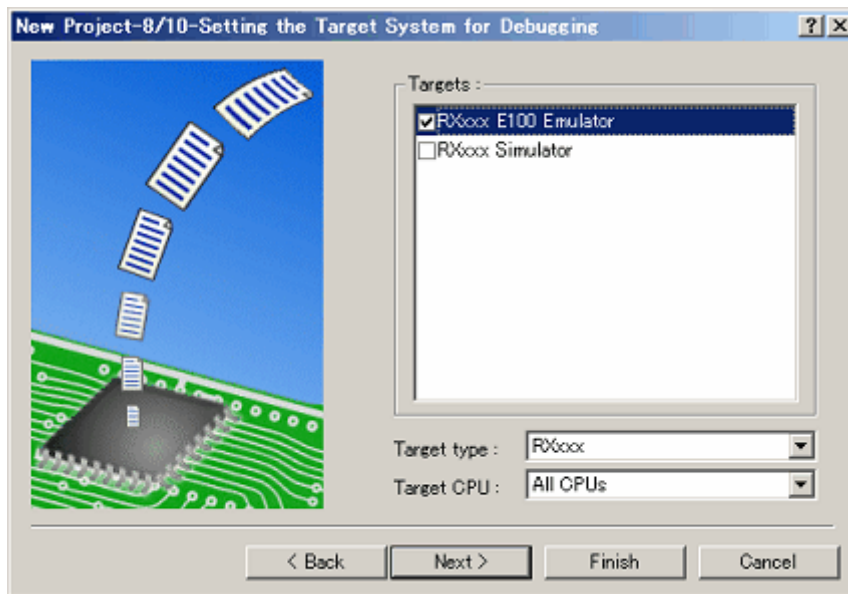 New Project-8/10-Setting the Target System for Debugging
Targets :
RXxxx E100 Emulator
RXxxx Simulator
Target type :
RXxxx
Target CPU :
All CPUs
< Back
Next >
Finish
Cancel